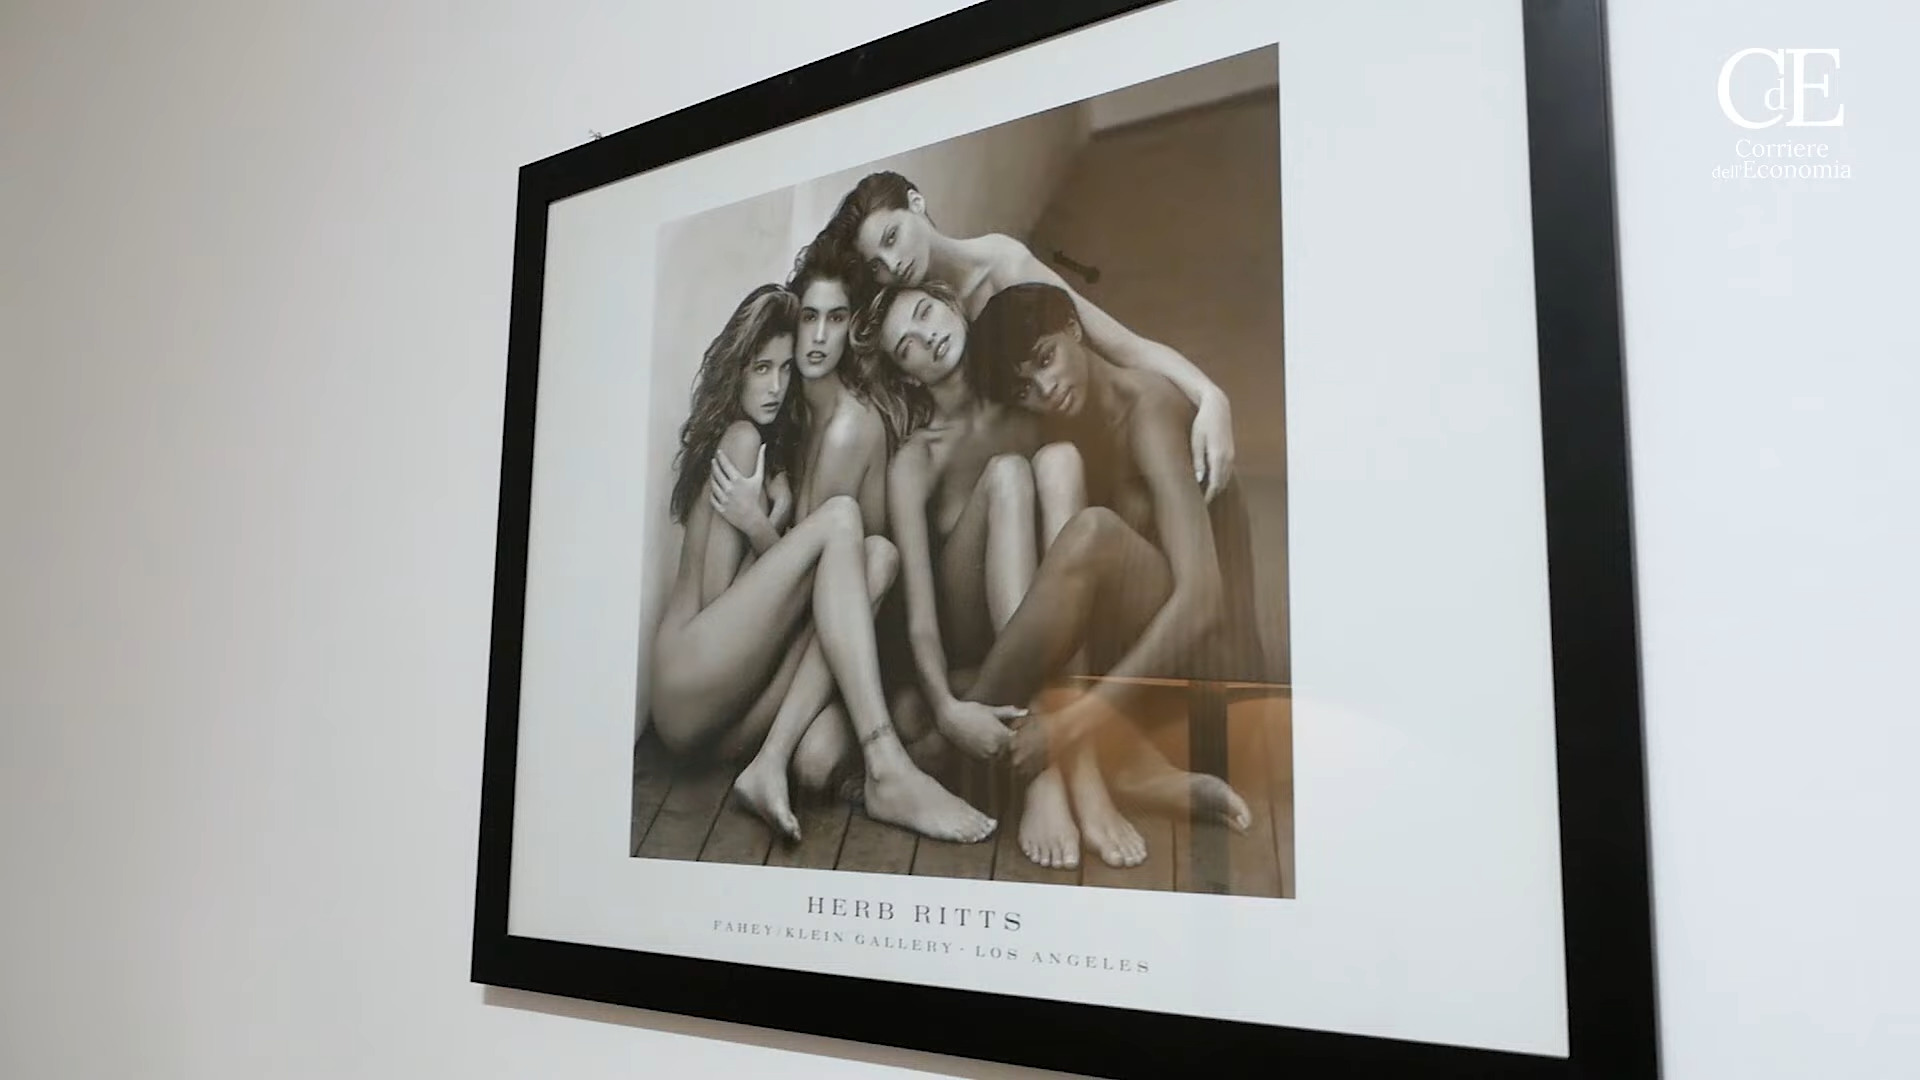 CdE
Corriere
dell'Economia
HERB RITTS
FAHEY/KLEIN GALLERY · LOS ANGELES